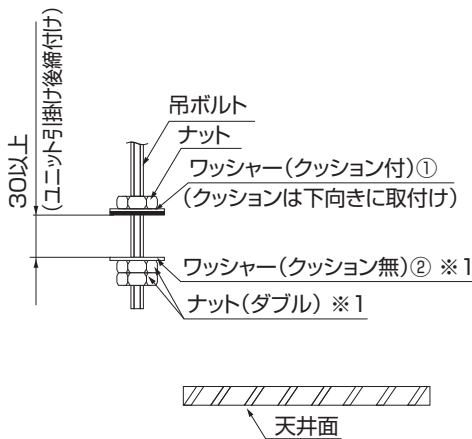 30以上
(ユニット引掛け後締付け)
吊ボルト
ナット
ワッシャー(クッション付)①
(クッションは下向きに取付け)
ワッシャー(クッション無)② ※1
ナット(ダブル) ※1
天井面